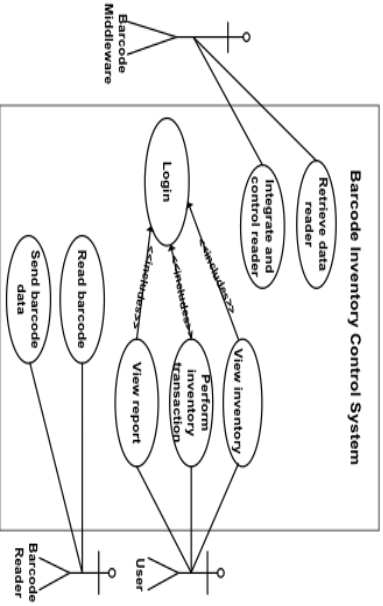 Barcode Inventory Control System
Barcode
Middleware
Retrieve data
reader
Integrate and
control reader
Login
<<includes>>
<<includes>>
<<includes>>
View inventory
Perform
inventory
transaction
View report
User
Read barcode
Send barcode
data
Barcode
Reader